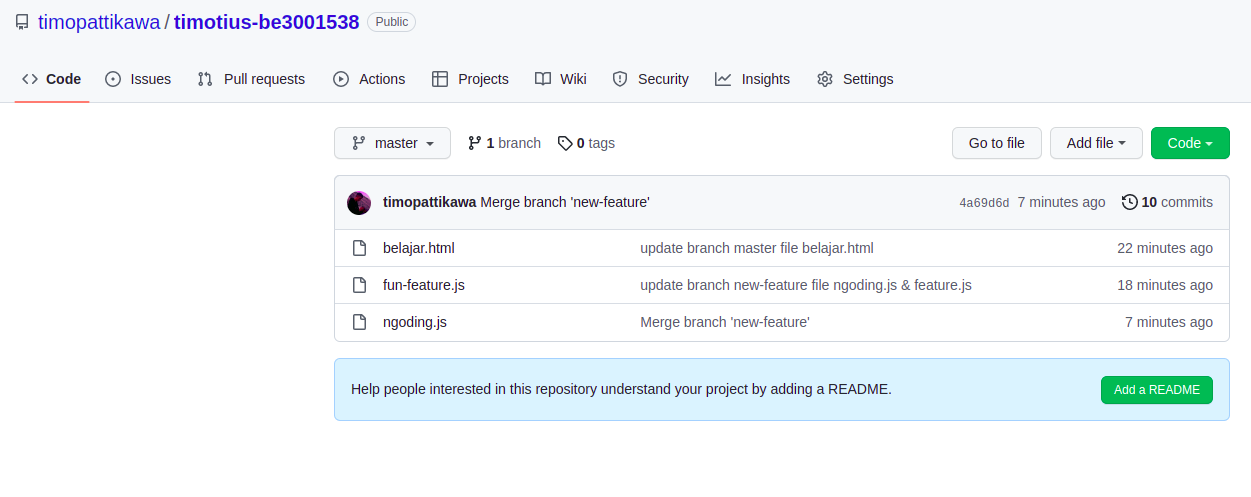 timopattikawa / timotius-be3001538 Public
Code Issues Pull requests Actions Projects Wiki Security Insights Settings
master 1 branch 0 tags Go to file Add file Code
timopattikawa Merge branch 'new-feature' 4a69d6d 7 minutes ago 10 commits
belajar.html update branch master file belajar.html 22 minutes ago
fun-feature.js update branch new-feature file ngoding.js & feature.js 18 minutes ago
ngoding.js Merge branch 'new-feature' 7 minutes ago
Help people interested in this repository understand your project by adding a README. Add a README